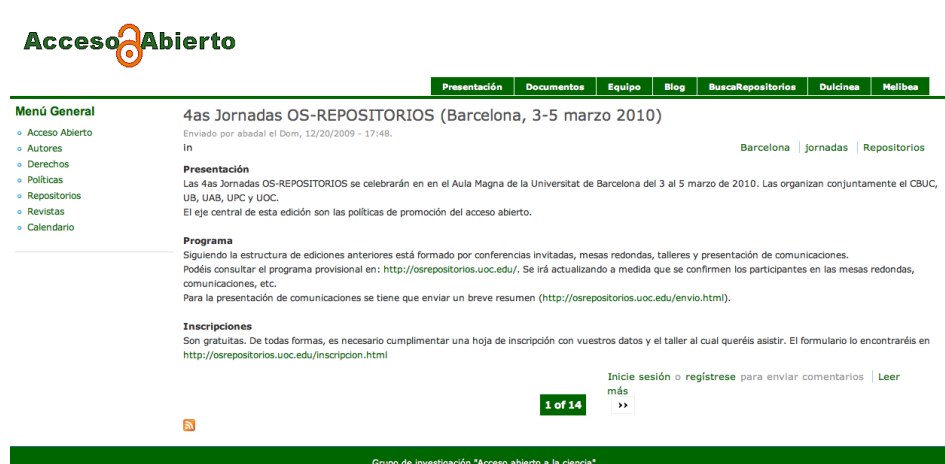 Acceso Abierto
Presentación Documentos Equipo Blog BuscaRepositorios Dulcinea Melibea
Menú General
Acceso Abierto
Autores
Derechos
Políticas
Repositorios
Revistas
Calendario
4as Jornadas OS-REPOSITORIOS (Barcelona, 3-5 marzo 2010)
Enviado por abadal el Dom, 12/20/2009 - 17:48.
in
Barcelona jornadas Repositorios
Presentación
Las 4as Jornadas OS-REPOSITORIOS se celebrarán en en el Aula Magna de la Universitat de Barcelona del 3 al 5 marzo de 2010. Las organizan conjuntamente el CBUC,
UB, UAB, UPC y UOC.
El eje central de esta edición son las políticas de promoción del acceso abierto.
Programa
Siguiendo la estructura de ediciones anteriores está formado por conferencias invitadas, mesas redondas, talleres y presentación de comunicaciones.
Podéis consultar el programa provisional en: http://osrepositorios.uoc.edu/. Se irá actualizando a medida que se confirmen los participantes en las mesas redondas,
comunicaciones, etc.
Para la presentación de comunicaciones se tiene que enviar un breve resumen (http://osrepositorios.uoc.edu/envio.html).
Inscripciones
Son gratuitas. De todas formas, es necesario cumplimentar una hoja de inscripción con vuestros datos y el taller al cual queréis asistir. El formulario lo encontraréis en
http://osrepositorios.uoc.edu/inscripcion.html
Inicie sesión o regístrese para enviar comentarios Leer
más
1 of 14 ››
Grupo de investigación "Acceso abierto a la ciencia"